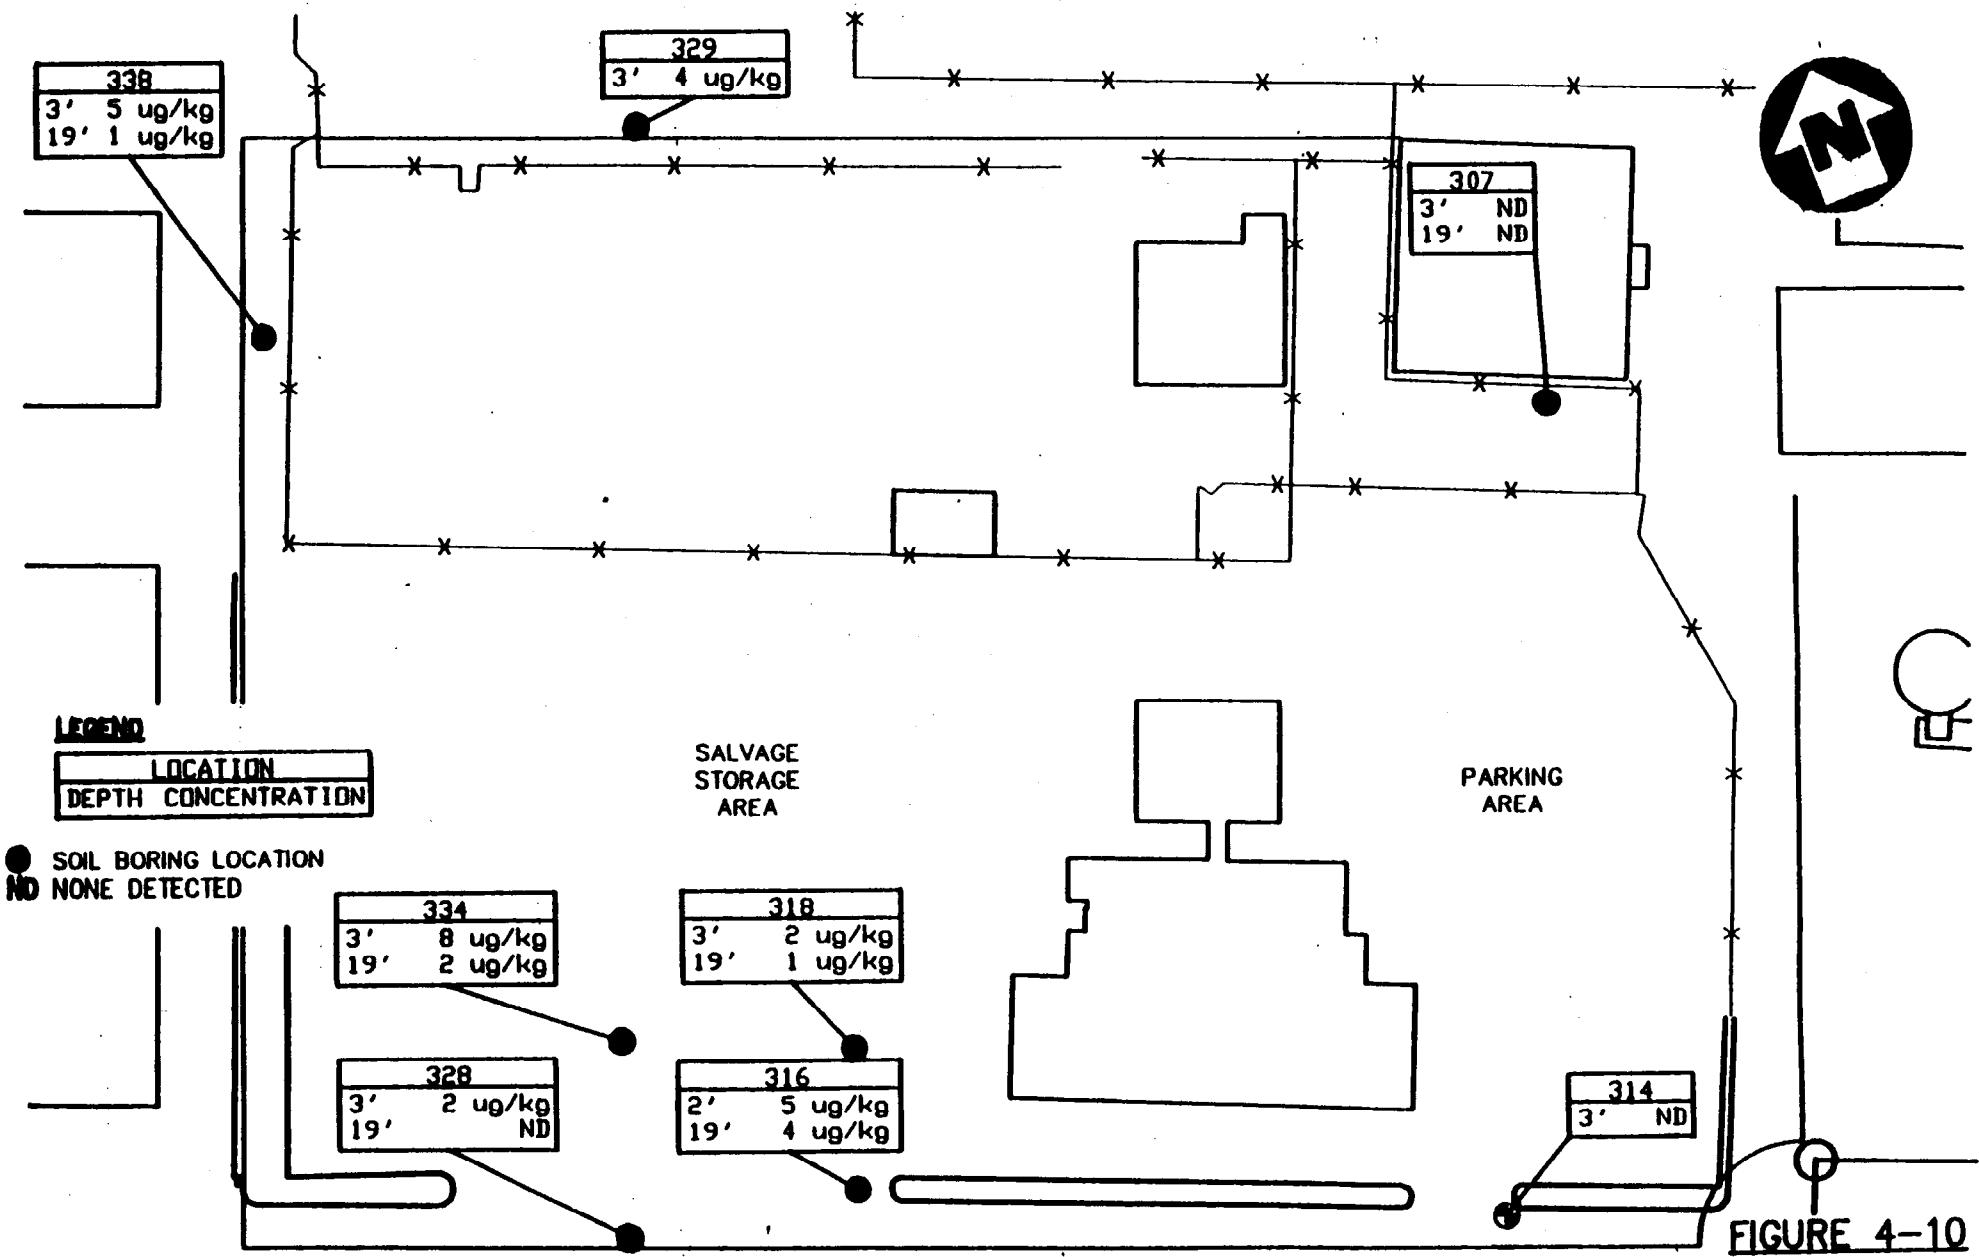 329
3' 4 ug/kg
338
3' 5 ug/kg
19' 1 ug/kg
N
307
3' ND
19' ND
LEGEND
LOCATION
DEPTH CONCENTRATION
SALVAGE
STORAGE
AREA
PARKING
AREA
SOIL BORING LOCATION
ND NONE DETECTED
334
3' 8 ug/kg
19' 2 ug/kg
318
3' 2 ug/kg
19' 1 ug/kg
328
3' 2 ug/kg
19' ND
316
2' 5 ug/kg
19' 4 ug/kg
314
3' ND
FIGURE 4-10